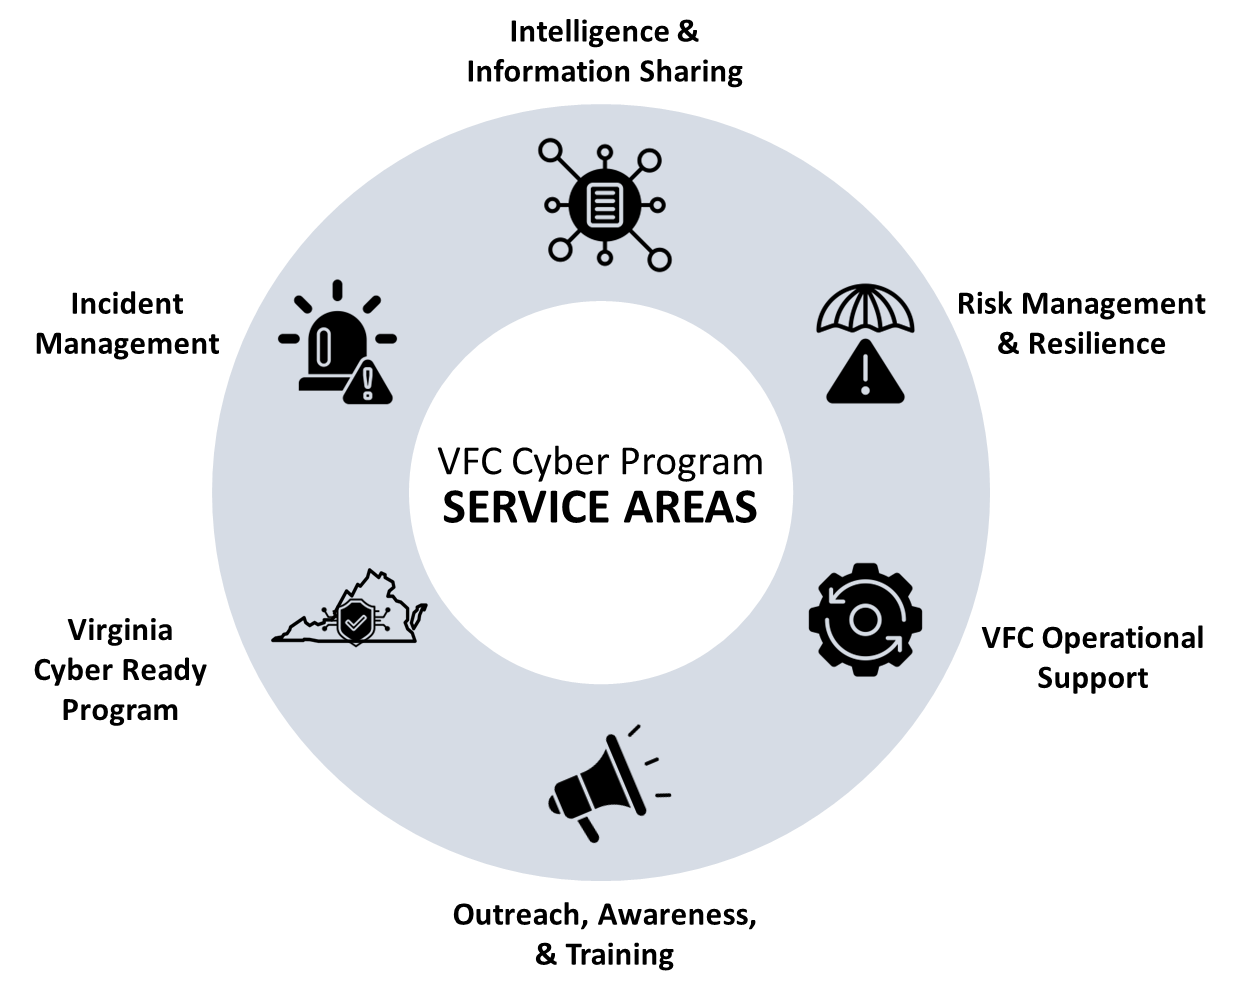 Intelligence &
Information Sharing
Incident
Management
Risk Management
& Resilience
VFC Cyber Program
SERVICE AREAS
Virginia
Cyber Ready
Program
VFC Operational
Support
Outreach, Awareness,
& Training